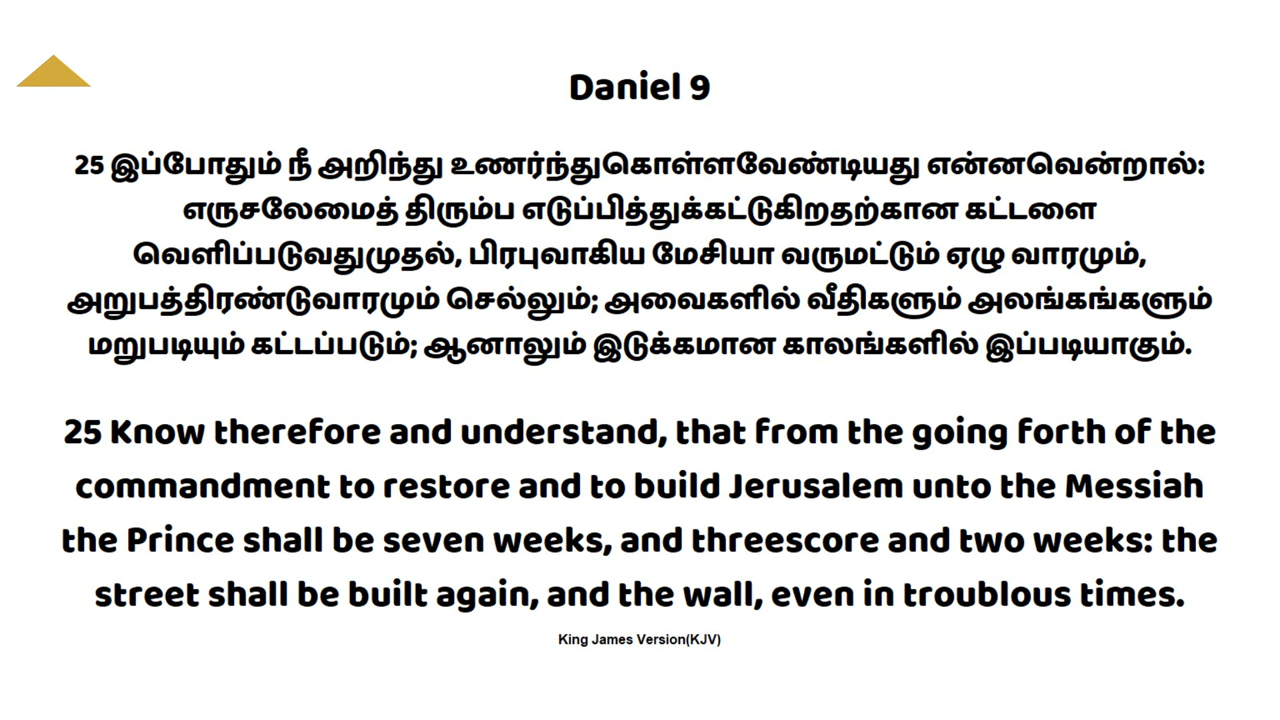 Daniel 9
25 இப்போதும் நீ அறிந்து உணர்ந்துகொள்ளவேண்டியது என்னவென்றால்:
எருசலேமைத் திரும்ப எடுப்பித்துக்கட்டுகிறதற்கான கட்டளை
வெளிப்படுவதுமுதல், பிரபுவாகிய மேசியா வருமட்டும் ஏழு வாரமும்,
அறுபத்திரண்டுவாரமும் செல்லும்; அவைகளில் வீதிகளும் அலங்கங்களும்
மறுபடியும் கட்டப்படும்; ஆனாலும் இடுக்கமான காலங்களில் இப்படியாகும்.
25 Know therefore and understand, that from the going forth of the
commandment to restore and to build Jerusalem unto the Messiah
the Prince shall be seven weeks, and threescore and two weeks: the
street shall be built again, and the wall, even in troublous times.
King James Version(KJV)